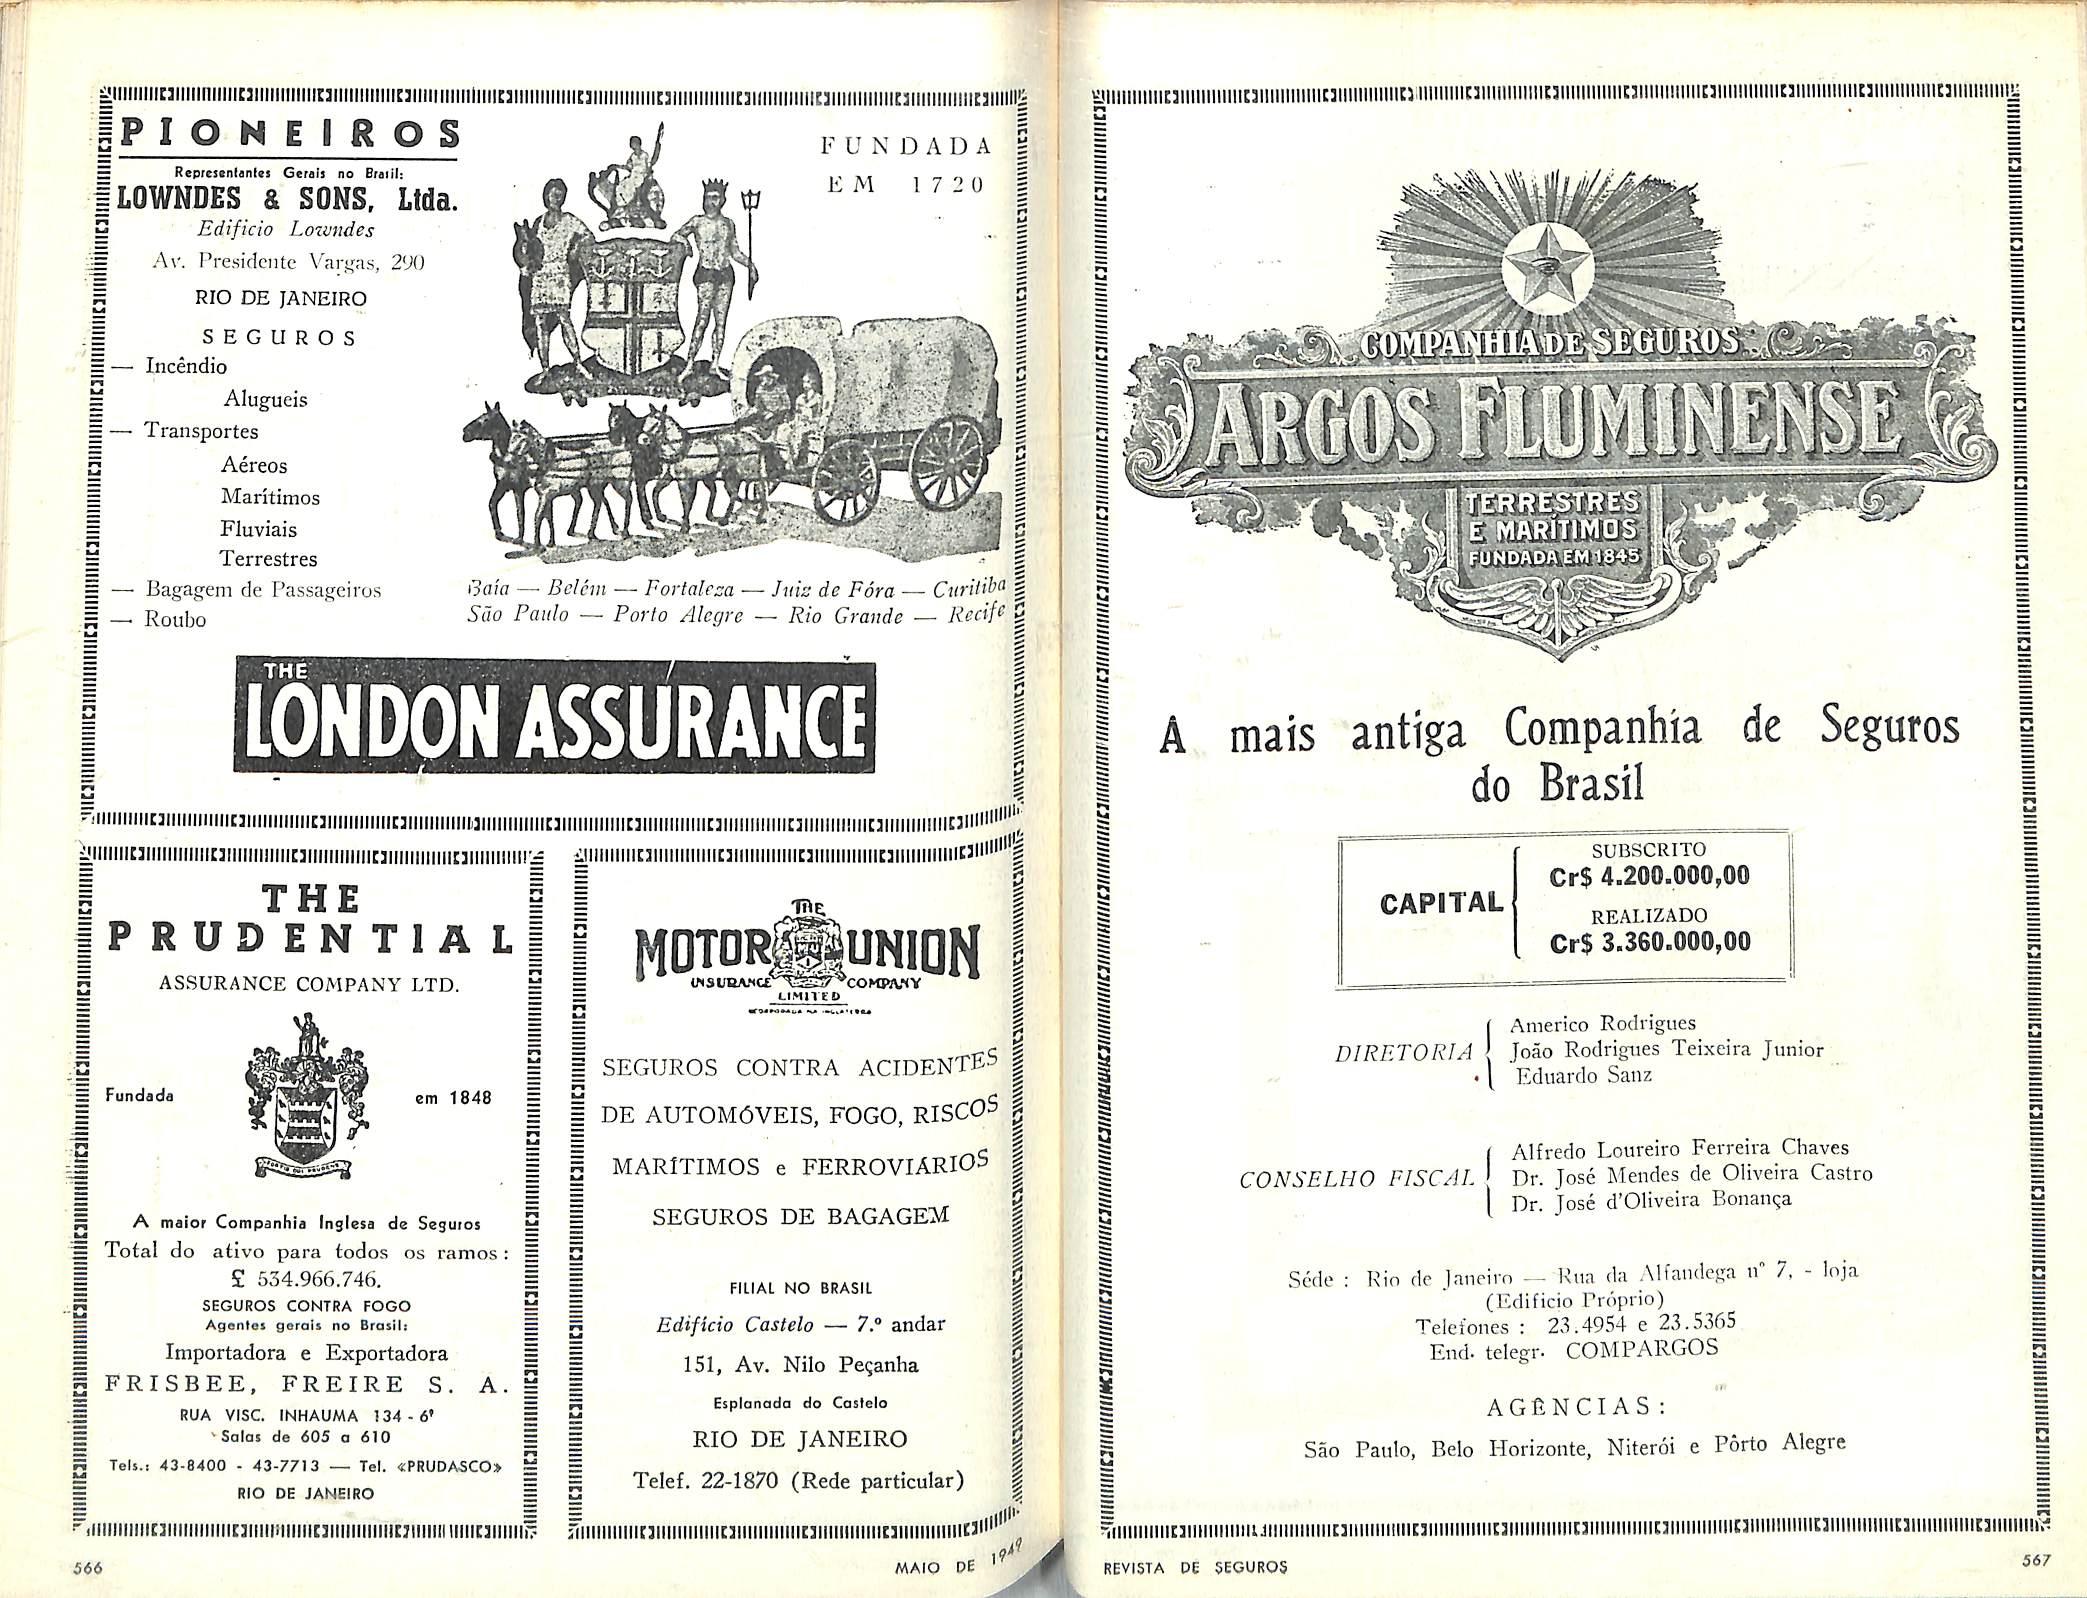 PIONEIROS
Representantes Gerais no Brasil:
LOWNDES & SONS, Ltda.
Edificio Lowndes
Av. Presidente Vargas, 290
RIO DE JANEIRO
SEGUROS
— Incêndio
Alugueis
— Transportes
Aéreos
Marítimos
Fluviais
Terrestres
— Bagagem de Passageiros
— Roubo
FUNDADA
EM 1720
Baía — Belém — Fortaleza — Juiz de Fóra — Curitiba
São Paulo — Porto Alegre — Rio Grande — Recife
THE
LONDON ASSURANCE
THE
PRUDENTIAL
ASSURANCE COMPANY LTD.
Fundada em 1848
A maior Companhia Inglesa de Seguros
Total do ativo para todos os ramos:
£ 534.966.746.
SEGUROS CONTRA FOGO
Agentes gerais no Brasil:
Importadora e Exportadora
FRISBEE, FREIRE S. A.
RUA VISC. INHAUMA 134 - 6º
Salas de 605 a 610
Tels.: 43-8400 - 43-7713 — Tel. «PRUDASCO»
RIO DE JANEIRO
THE
MOTOR UNION
INSURANCE COMPANY
LIMITED
SEGUROS CONTRA ACIDENTES
DE AUTOMÓVEIS, FOGO, RISCOS
MARÍTIMOS e FERROVIÁRIOS
SEGUROS DE BAGAGEM
FILIAL NO BRASIL
Edifício Castelo — 7.º andar
151, Av. Nilo Peçanha
Esplanada do Castelo
RIO DE JANEIRO
Telef. 22-1870 (Rede particular)
566
MAIO DE 1949
COMPANHIA DE SEGUROS
ARGOS FLUMINENSE
TERRESTRES
E MARÍTIMOS
FUNDADA EM 1845
A mais antiga Companhia de Seguros
do Brasil
CAPITAL
SUBSCRITO
Cr$ 4.200.000,00
REALIZADO
Cr$ 3.360.000,00
DIRETORIA
Americo Rodrigues
João Rodrigues Teixeira Junior
Eduardo Sanz
CONSELHO FISCAL
Alfredo Loureiro Ferreira Chaves
Dr. José Mendes de Oliveira Castro
Dr. José d'Oliveira Bonança
Séde : Rio de Janeiro — Rua da Alfandega nº 7, - loja
(Edificio Próprio)
Telefones : 23.4954 e 23.5365
End. telegr. COMPARGOS
AGÊNCIAS:
São Paulo, Belo Horizonte, Niterói e Pôrto Alegre
REVISTA DE SEGUROS
567